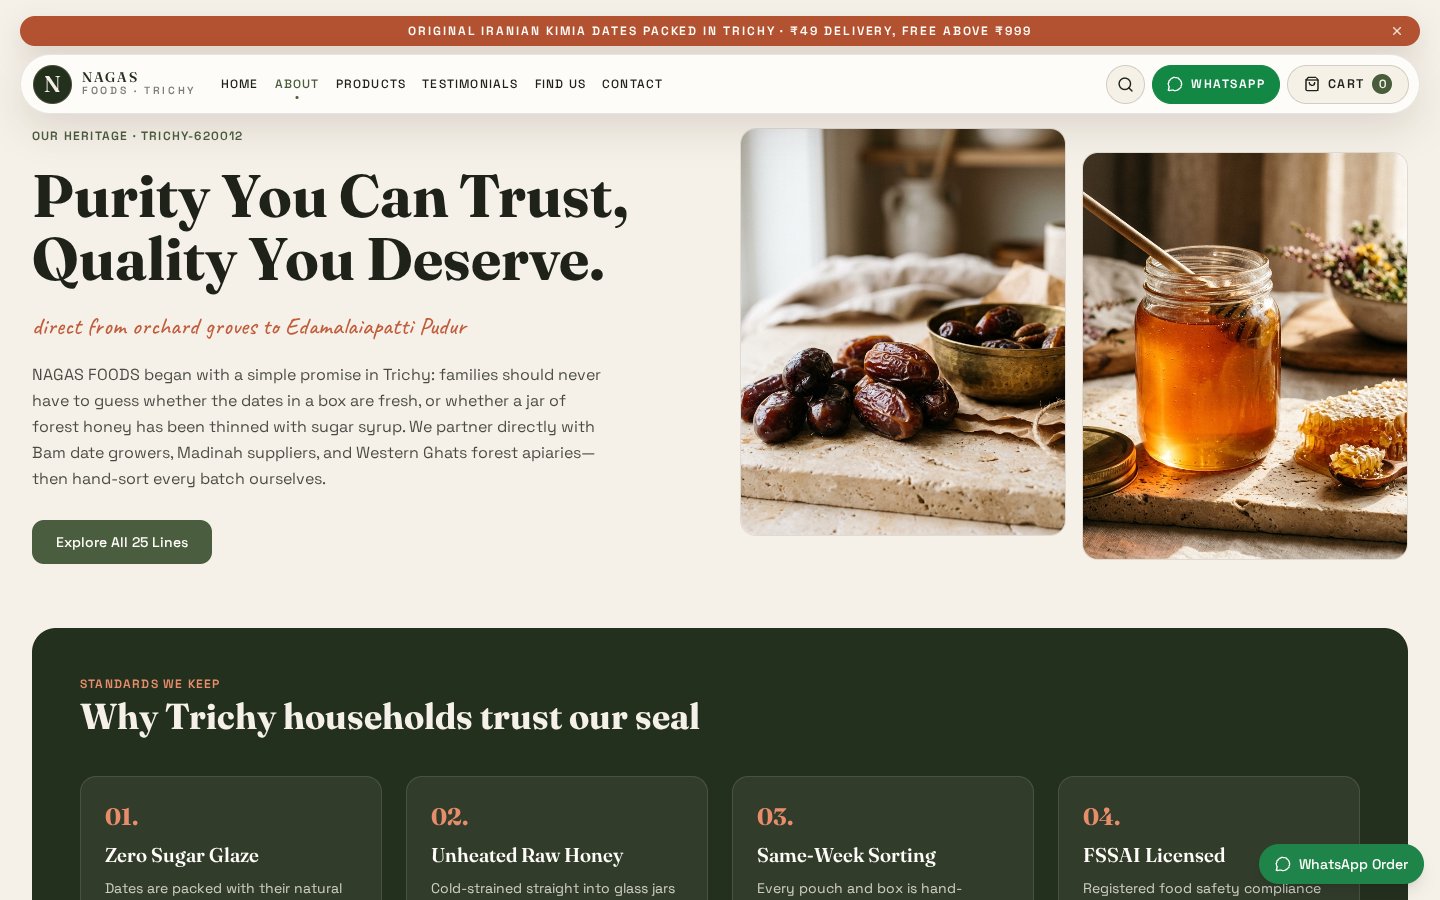 ORIGINAL IRANIAN KIMIA DATES PACKED IN TRICHY · ₹49 DELIVERY, FREE ABOVE ₹999 ×
N NAGAS
FOODS · TRICHY
HOME ABOUT PRODUCTS TESTIMONIALS FIND US CONTACT
WHATSAPP
CART 0
OUR HERITAGE · TRICHY-620012
Purity You Can Trust,
Quality You Deserve.
direct from orchard groves to Edamalaiapatti Pudur
NAGAS FOODS began with a simple promise in Trichy: families should never
have to guess whether the dates in a box are fresh, or whether a jar of
forest honey has been thinned with sugar syrup. We partner directly with
Bam date growers, Madinah suppliers, and Western Ghats forest apiaries—
then hand-sort every batch ourselves.
Explore All 25 Lines
STANDARDS WE KEEP
Why Trichy households trust our seal
01.
Zero Sugar Glaze
Dates are packed with their natural
02.
Unheated Raw Honey
Cold-strained straight into glass jars
03.
Same-Week Sorting
Every pouch and box is hand-
04.
FSSAI Licensed
Registered food safety compliance
WhatsApp Order